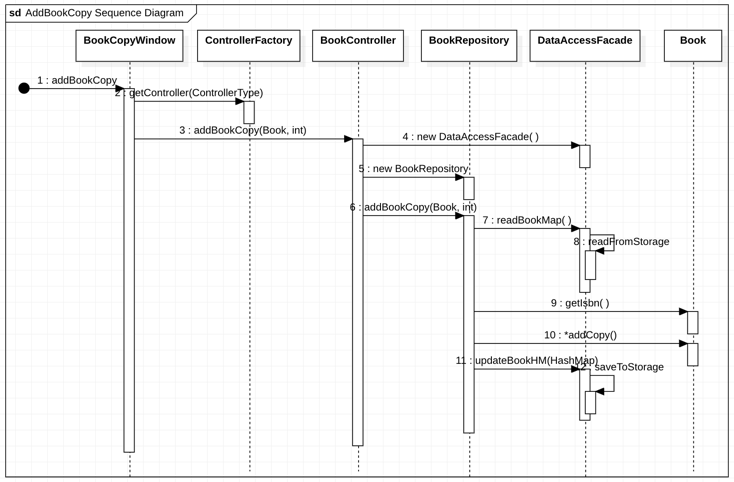 sd AddBookCopy Sequence Diagram
BookCopyWindow
ControllerFactory
BookController
BookRepository
DataAccessFacade
Book
1 : addBookCopy
2 : getController(ControllerType)
3 : addBookCopy(Book, int)
4 : new DataAccessFacade( )
5 : new BookRepository
6 : addBookCopy(Book, int)
7 : readBookMap( )
8 : readFromStorage
9 : getIsbn( )
10 : *addCopy()
11 : updateBookHM(HashMap)
12 : saveToStorage